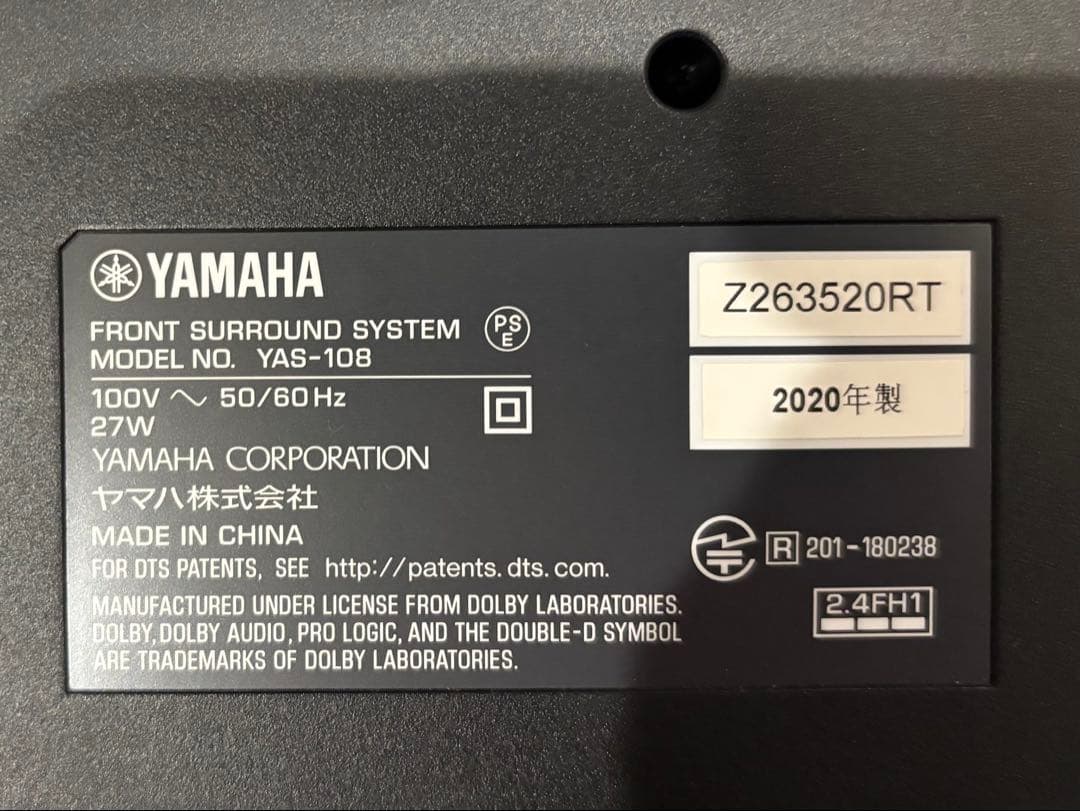 YAMAHA
FRONT SURROUND SYSTEM
MODEL NO. YAS-108
PS
E
100V ～ 50/60Hz
27W
YAMAHA CORPORATION
ヤマハ株式会社
MADE IN CHINA
FOR DTS PATENTS, SEE http://patents.dts.com.
MANUFACTURED UNDER LICENSE FROM DOLBY LABORATORIES.
DOLBY, DOLBY AUDIO, PRO LOGIC, AND THE DOUBLE-D SYMBOL
ARE TRADEMARKS OF DOLBY LABORATORIES.
Z263520RT
2020年製
R 201-180238
2.4FH1